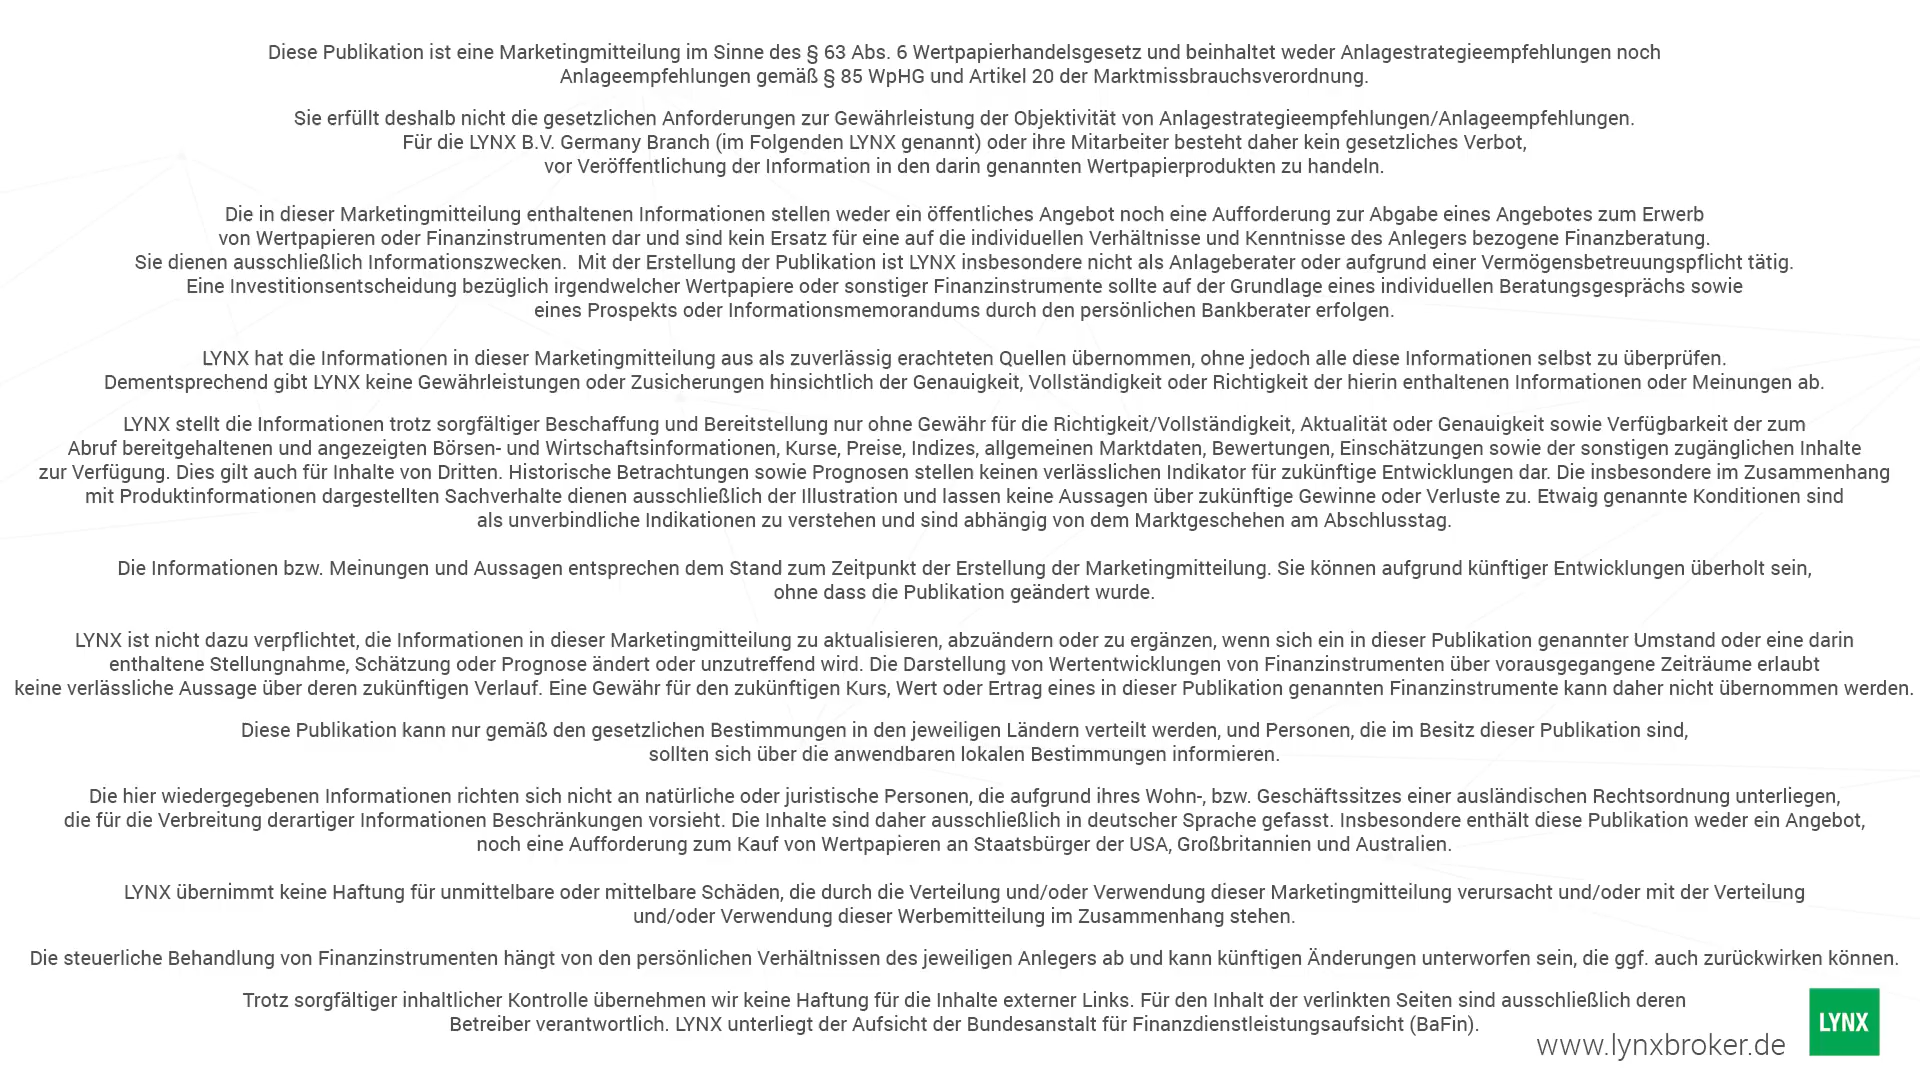 Diese Publikation ist eine Marketingmitteilung im Sinne des § 63 Abs. 6 Wertpapierhandelsgesetz und beinhaltet weder Anlagestrategieempfehlungen noch
Anlageempfehlungen gemäß § 85 WpHG und Artikel 20 der Marktmissbrauchsverordnung.
Sie erfüllt deshalb nicht die gesetzlichen Anforderungen zur Gewährleistung der Objektivität von Anlagestrategieempfehlungen/Anlageempfehlungen.
Für die LYNX B.V. Germany Branch (im Folgenden LYNX genannt) oder ihre Mitarbeiter besteht daher kein gesetzliches Verbot,
vor Veröffentlichung der Information in den darin genannten Wertpapierprodukten zu handeln.
Die in dieser Marketingmitteilung enthaltenen Informationen stellen weder ein öffentliches Angebot noch eine Aufforderung zur Abgabe eines Angebotes zum Erwerb
von Wertpapieren oder Finanzinstrumenten dar und sind kein Ersatz für eine auf die individuellen Verhältnisse und Kenntnisse des Anlegers bezogene Finanzberatung.
Sie dienen ausschließlich Informationszwecken. Mit der Erstellung der Publikation ist LYNX insbesondere nicht als Anlageberater oder aufgrund einer Vermögensbetreuungspflicht tätig.
Eine Investitionsentscheidung bezüglich irgendwelcher Wertpapiere oder sonstiger Finanzinstrumente sollte auf der Grundlage eines individuellen Beratungsgesprächs sowie
eines Prospekts oder Informationsmemorandums durch den persönlichen Bankberater erfolgen.
LYNX hat die Informationen in dieser Marketingmitteilung aus als zuverlässig erachteten Quellen übernommen, ohne jedoch alle diese Informationen selbst zu überprüfen.
Dementsprechend gibt LYNX keine Gewährleistungen oder Zusicherungen hinsichtlich der Genauigkeit, Vollständigkeit oder Richtigkeit der hierin enthaltenen Informationen oder Meinungen ab.
LYNX stellt die Informationen trotz sorgfältiger Beschaffung und Bereitstellung nur ohne Gewähr für die Richtigkeit/Vollständigkeit, Aktualität oder Genauigkeit sowie Verfügbarkeit der zum
Abruf bereitgehaltenen und angezeigten Börsen- und Wirtschaftsinformationen, Kurse, Preise, Indizes, allgemeinen Marktdaten, Bewertungen, Einschätzungen sowie der sonstigen zugänglichen Inhalte
zur Verfügung. Dies gilt auch für Inhalte von Dritten. Historische Betrachtungen sowie Prognosen stellen keinen verlässlichen Indikator für zukünftige Entwicklungen dar. Die insbesondere im Zusammenhang
mit Produktinformationen dargestellten Sachverhalte dienen ausschließlich der Illustration und lassen keine Aussagen über zukünftige Gewinne oder Verluste zu. Etwaig genannte Konditionen sind
als unverbindliche Indikationen zu verstehen und sind abhängig von dem Marktgeschehen am Abschlusstag.
Die Informationen bzw. Meinungen und Aussagen entsprechen dem Stand zum Zeitpunkt der Erstellung der Marketingmitteilung. Sie können aufgrund künftiger Entwicklungen überholt sein,
ohne dass die Publikation geändert wurde.
LYNX ist nicht dazu verpflichtet, die Informationen in dieser Marketingmitteilung zu aktualisieren, abzuändern oder zu ergänzen, wenn sich ein in dieser Publikation genannter Umstand oder eine darin
enthaltene Stellungnahme, Schätzung oder Prognose ändert oder unzutreffend wird. Die Darstellung von Wertentwicklungen von Finanzinstrumenten über vorausgegangene Zeiträume erlaubt
keine verlässliche Aussage über deren zukünftigen Verlauf. Eine Gewähr für den zukünftigen Kurs, Wert oder Ertrag eines in dieser Publikation genannten Finanzinstrumente kann daher nicht übernommen werden.
Diese Publikation kann nur gemäß den gesetzlichen Bestimmungen in den jeweiligen Ländern verteilt werden, und Personen, die im Besitz dieser Publikation sind,
sollten sich über die anwendbaren lokalen Bestimmungen informieren.
Die hier wiedergegebenen Informationen richten sich nicht an natürliche oder juristische Personen, die aufgrund ihres Wohn-, bzw. Geschäftssitzes einer ausländischen Rechtsordnung unterliegen,
die für die Verbreitung derartiger Informationen Beschränkungen vorsieht. Die Inhalte sind daher ausschließlich in deutscher Sprache gefasst. Insbesondere enthält diese Publikation weder ein Angebot,
noch eine Aufforderung zum Kauf von Wertpapieren an Staatsbürger der USA, Großbritannien und Australien.
LYNX übernimmt keine Haftung für unmittelbare oder mittelbare Schäden, die durch die Verteilung und/oder Verwendung dieser Marketingmitteilung verursacht und/oder mit der Verteilung
und/oder Verwendung dieser Werbemitteilung im Zusammenhang stehen.
Die steuerliche Behandlung von Finanzinstrumenten hängt von den persönlichen Verhältnissen des jeweiligen Anlegers ab und kann künftigen Änderungen unterworfen sein, die ggf. auch zurückwirken können.
Trotz sorgfältiger inhaltlicher Kontrolle übernehmen wir keine Haftung für die Inhalte externer Links. Für den Inhalt der verlinkten Seiten sind ausschließlich deren
Betreiber verantwortlich. LYNX unterliegt der Aufsicht der Bundesanstalt für Finanzdienstleistungsaufsicht (BaFin).
www.lynxbroker.de
LYNX